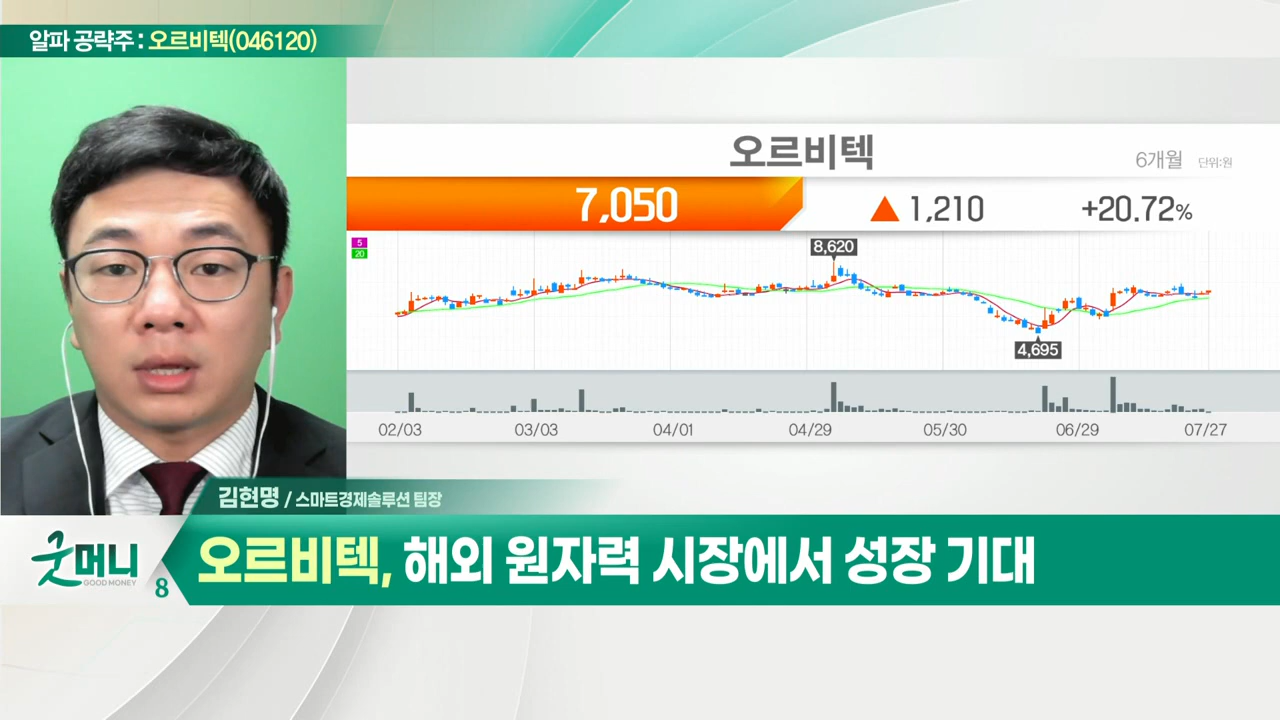 알파 공략주 : 오르비텍(046120)
오르비텍
6개월 단위:원
7,050 ▲ 1,210 +20.72%
5
20
8,620
4,695
02/03 03/03 04/01 04/29 05/30 06/29 07/27
김현명 / 스마트경제솔루션 팀장
굿머니
GOOD MONEY
8
오르비텍, 해외 원자력 시장에서 성장 기대